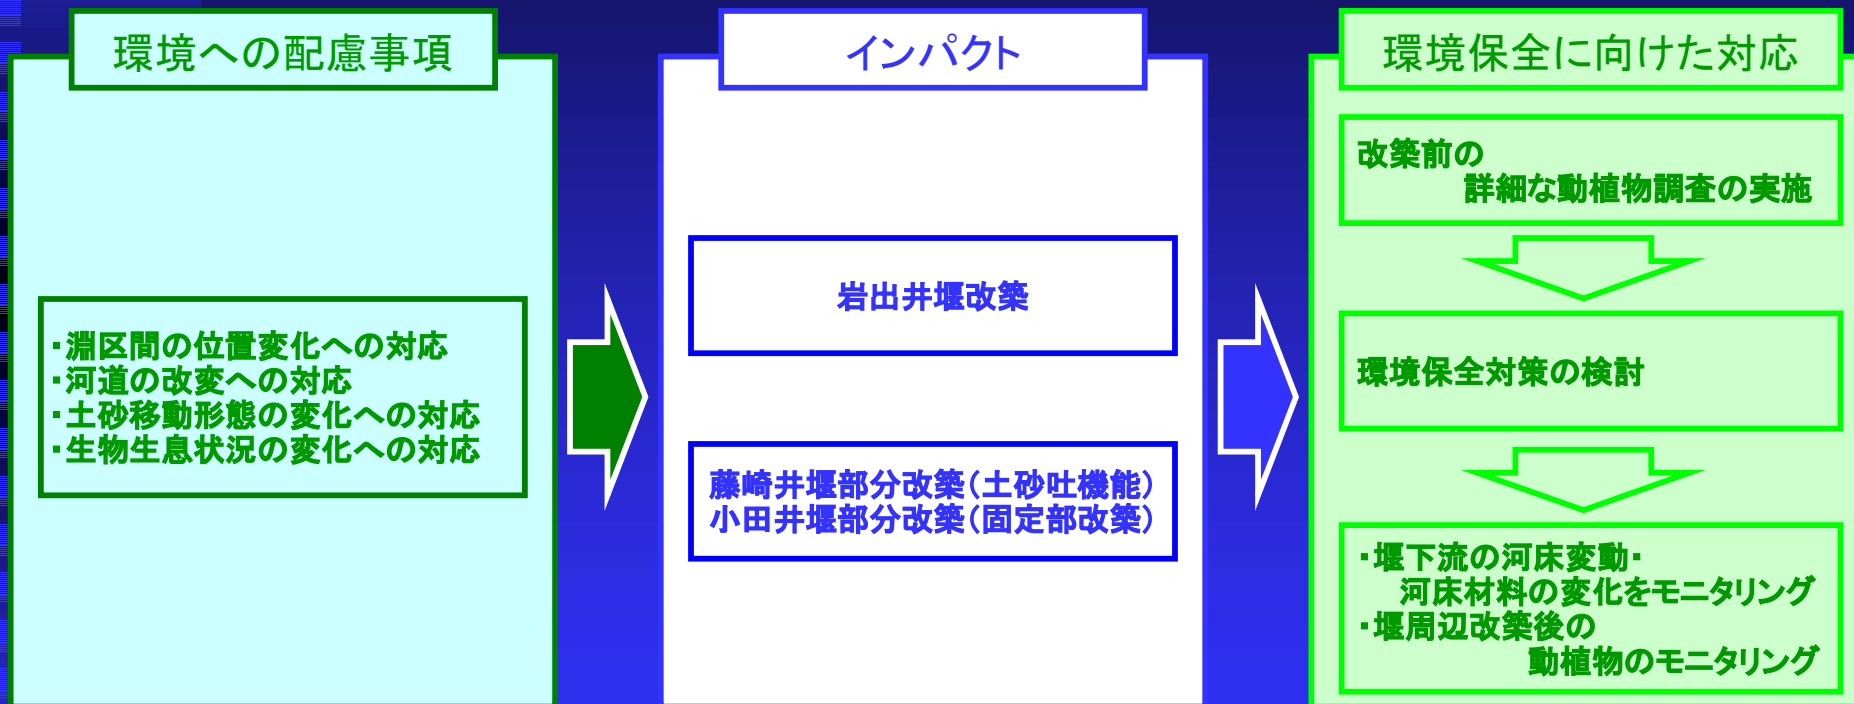 環境への配慮事項
・淵区間の位置変化への対応
・河道の改変への対応
・土砂移動形態の変化への対応
・生物生息状況の変化への対応
インパクト
岩出井堰改築
藤崎井堰部分改築（土砂吐機能）
小田井堰部分改築（固定部改築）
環境保全に向けた対応
改築前の
詳細な動植物調査の実施
環境保全対策の検討
・堰下流の河床変動・
河床材料の変化をモニタリング
・堰周辺改築後の
動植物のモニタリング